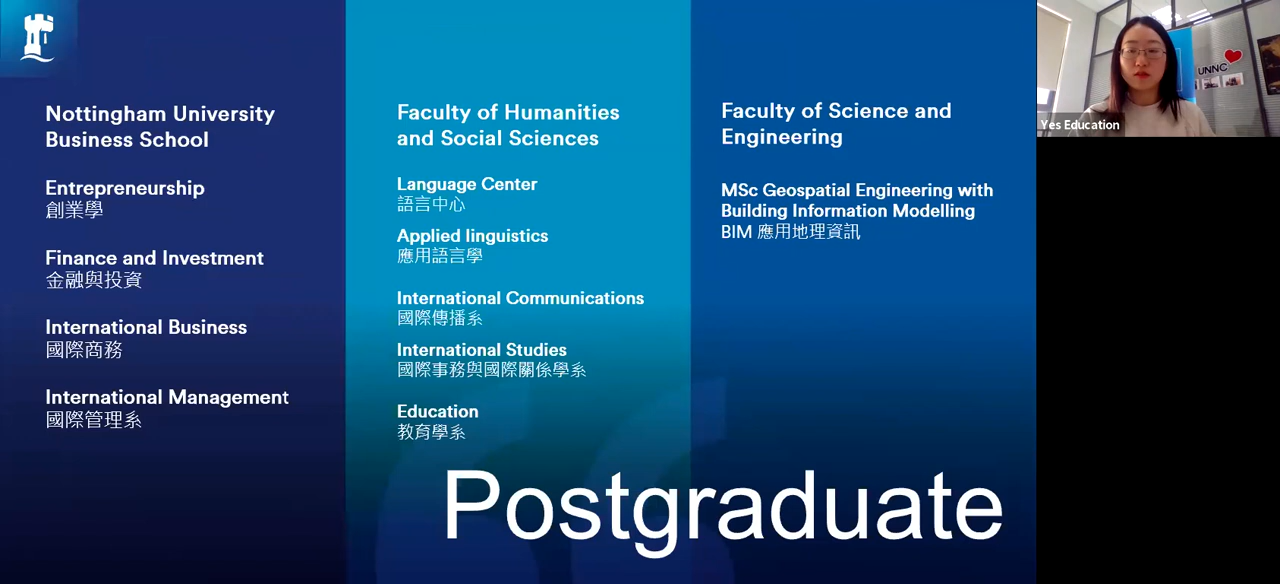 Nottingham University
Business School
Entrepreneurship
創業學
Finance and Investment
金融與投資
International Business
國際商務
International Management
國際管理系
Faculty of Humanities
and Social Sciences
Language Center
語言中心
Applied linguistics
應用語言學
International Communications
國際傳播系
International Studies
國際事務與國際關係學系
Education
教育學系
Faculty of Science and
Engineering
MSc Geospatial Engineering with
Building Information Modelling
BIM 應用地理資訊
Postgraduate
UNNC
Yes Education